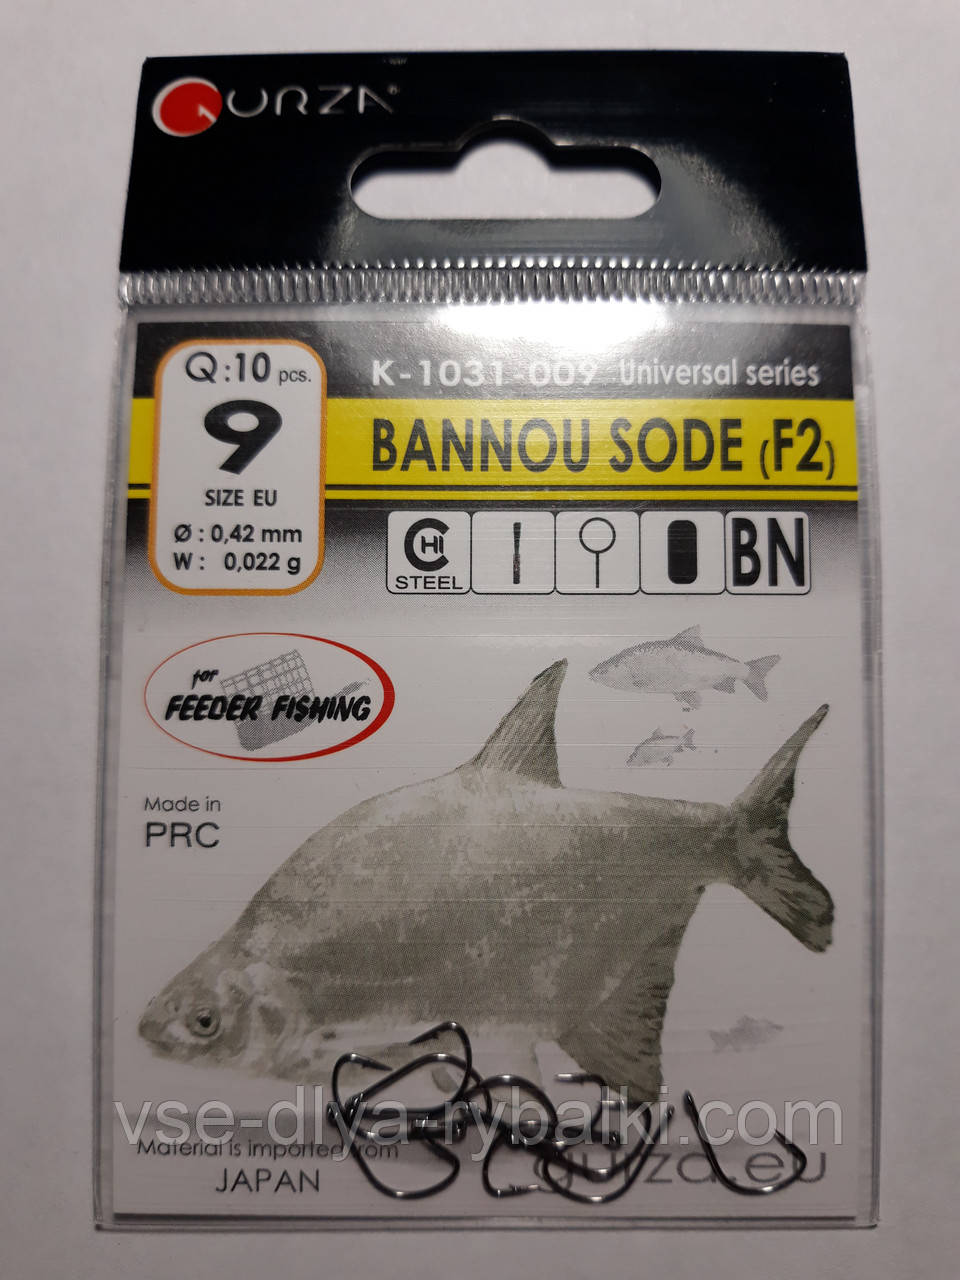 GURZA®
Q:10 pcs.
9
SIZE EU
Ø : 0,42 mm
W : 0,022 g
K-1031-009 Universal series
BANNOU SODE (F2)
CHI
STEEL
BN
for
FEEDER FISHING
Made in
PRC
vse-dlya-rybalki.com
Material is imported from
JAPAN
gurza.eu